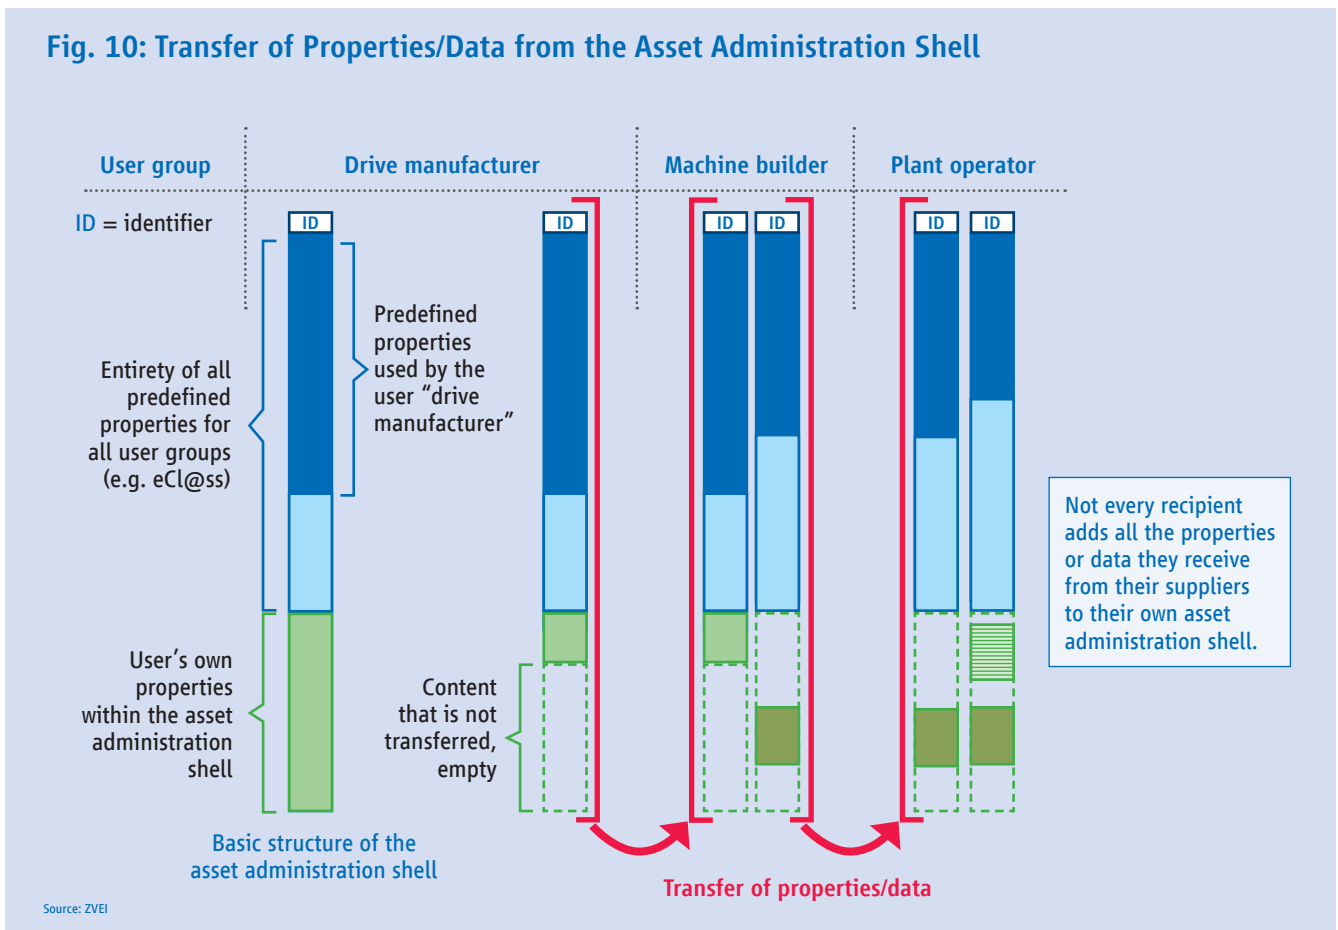 Fig. 10: Transfer of Properties/Data from the Asset Administration Shell
User group
Drive manufacturer
Machine builder
Plant operator
ID = identifier
ID
ID
ID
ID
ID
ID
Entirety of all
predefined
properties for
all user groups
(e.g. eCl@ss)
Predefined
properties
used by the
user “drive
manufacturer”
User’s own
properties
within the asset
administration
shell
Content
that is not
transferred,
empty
Not every recipient
adds all the properties
or data they receive
from their suppliers
to their own asset
administration shell.
Basic structure of the
asset administration shell
Transfer of properties/data
Source: ZVEI